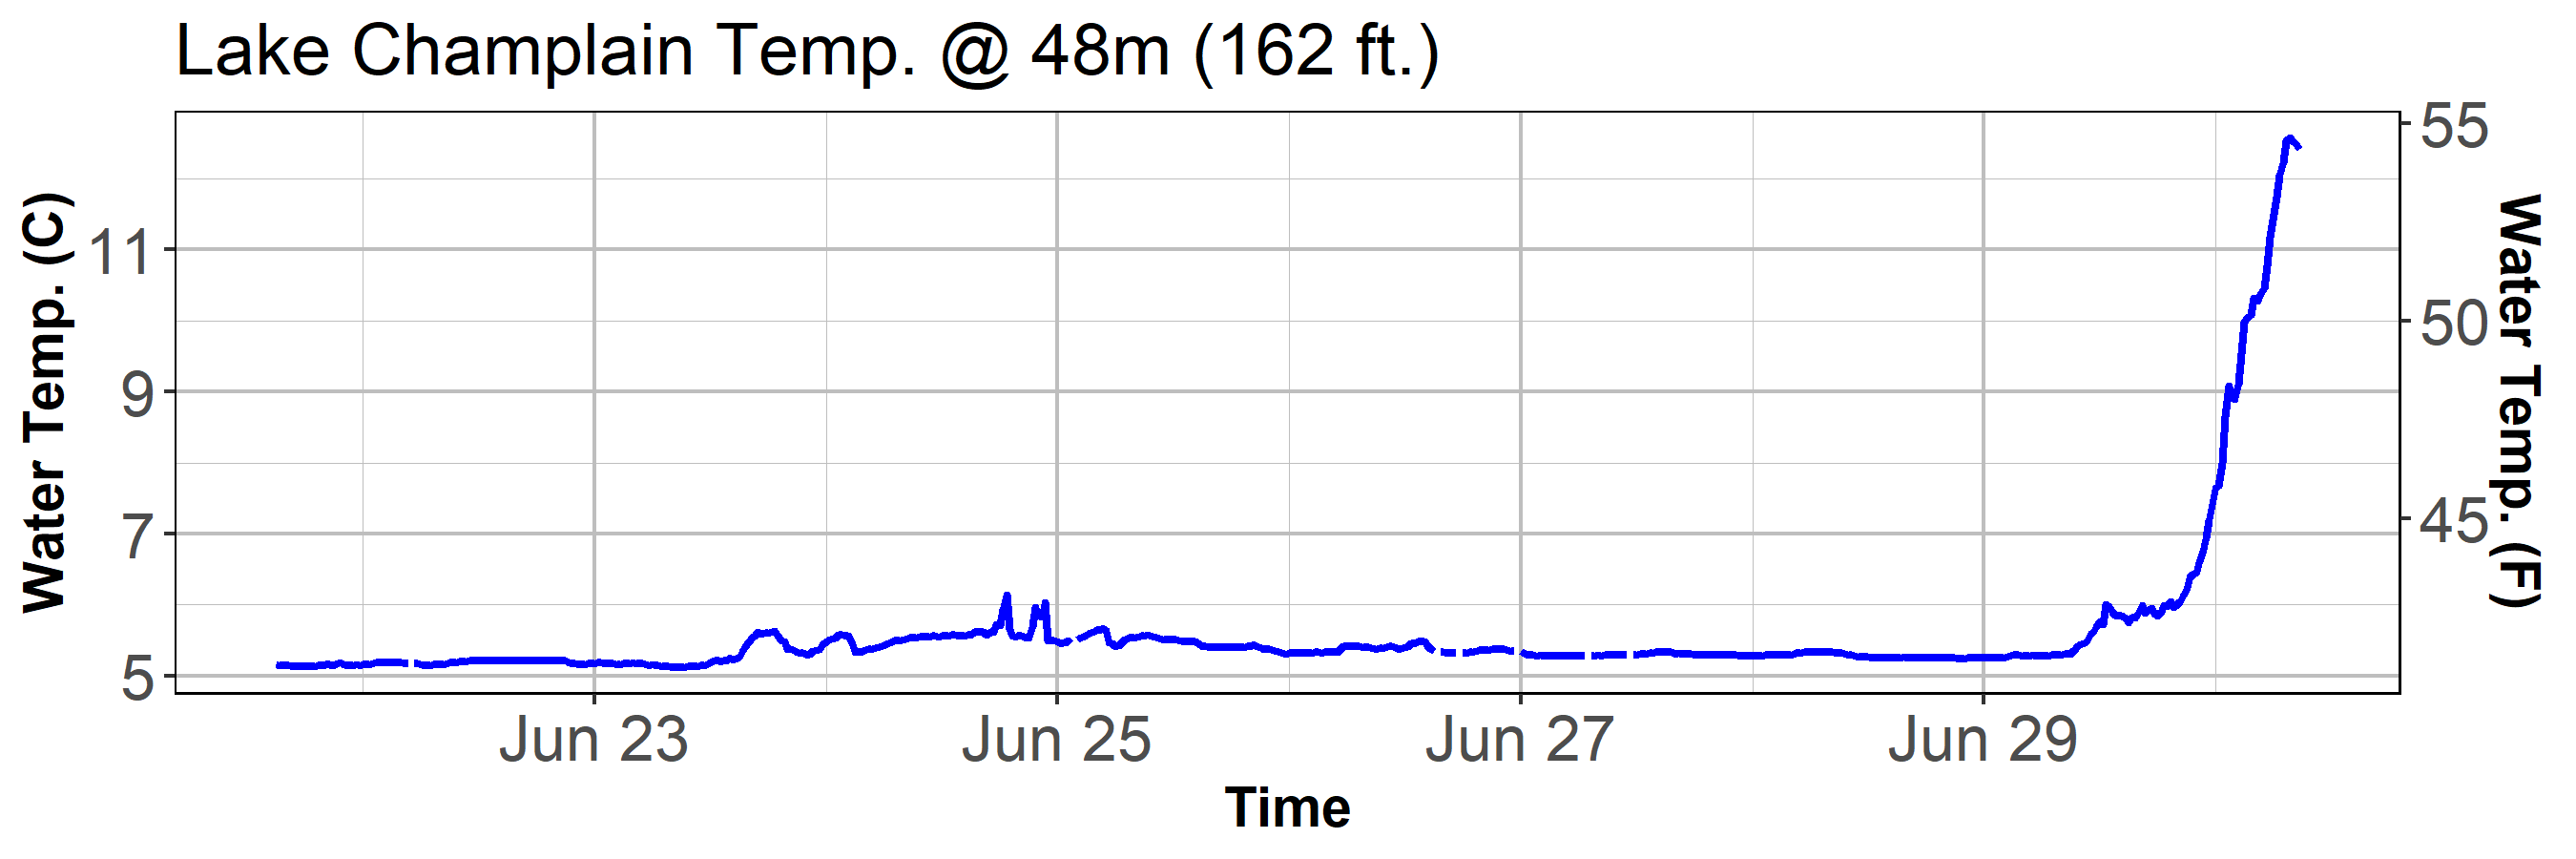 Lake Champlain Temp. @ 48m (162 ft.)
Water Temp. (C)
11
9
7
5
55
50
45
Water Temp. (F)
Jun 23 Jun 25 Jun 27 Jun 29
Time